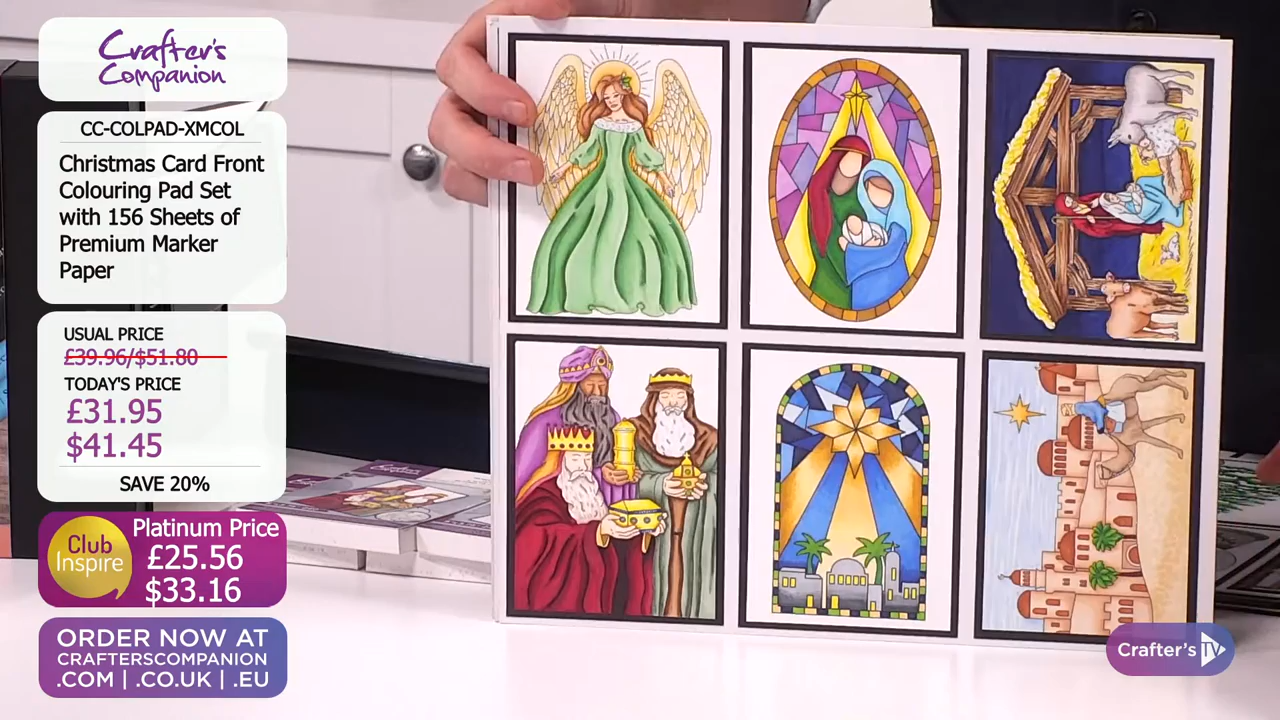 Crafter's
Companion
CC-COLPAD-XMCOL
Christmas Card Front
Colouring Pad Set
with 156 Sheets of
Premium Marker
Paper
USUAL PRICE
£39.96/$51.80
TODAY'S PRICE
£31.95
$41.45
SAVE 20%
Club
Inspire
Platinum Price
£25.56
$33.16
ORDER NOW AT
CRAFTERSCOMPANION
.COM | .CO.UK | .EU
Crafter's TV